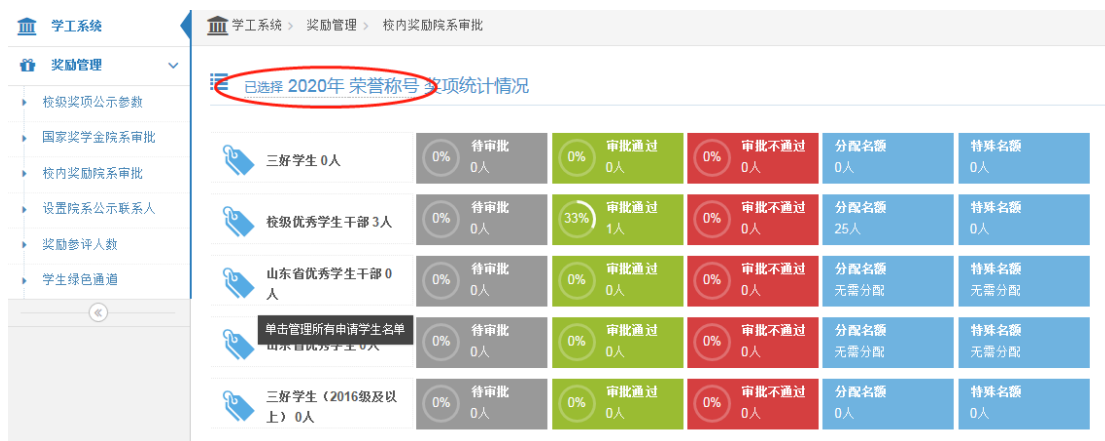 学工系统
奖励管理
校级奖项公示参数
国家奖学金院系审批
校内奖励院系审批
设置院系公示联系人
奖励参评人数
学生绿色通道
学工系统 > 奖励管理 > 校内奖励院系审批
已选择 2020年 荣誉称号 奖项统计情况
三好学生 0人
0%
待审批
0人
0%
审批通过
0人
0%
审批不通过
0人
分配名额
0人
特殊名额
0人
校级优秀学生干部 3人
0%
待审批
0人
33%
审批通过
1人
0%
审批不通过
0人
分配名额
25人
特殊名额
0人
山东省优秀学生干部 0
人
0%
待审批
0人
0%
审批通过
0人
0%
审批不通过
0人
分配名额
无需分配
特殊名额
无需分配
单击管理所有申请学生名单
山东省优秀学生 0人
0%
待审批
0人
0%
审批通过
0人
0%
审批不通过
0人
分配名额
无需分配
特殊名额
无需分配
三好学生（2016级及以
上） 0人
0%
待审批
0人
0%
审批通过
0人
0%
审批不通过
0人
分配名额
0人
特殊名额
0人